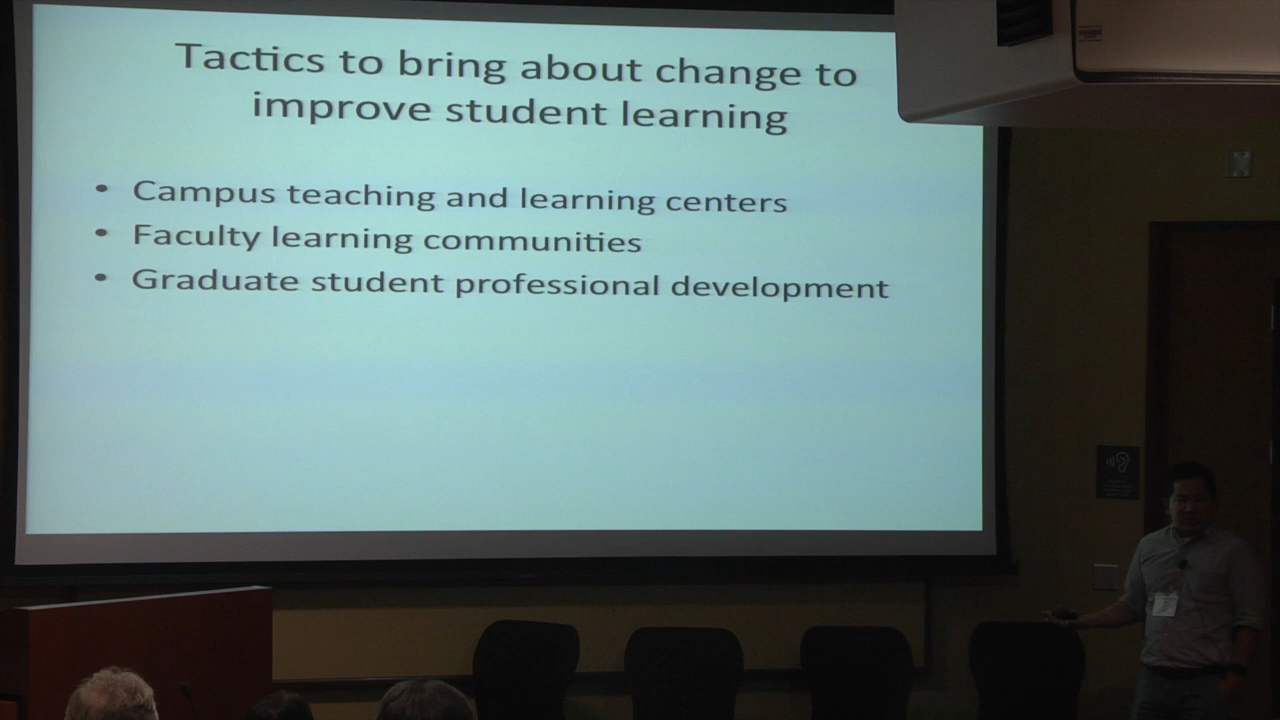 Tactics to bring about change to
improve student learning
• Campus teaching and learning centers
• Faculty learning communities
• Graduate student professional development